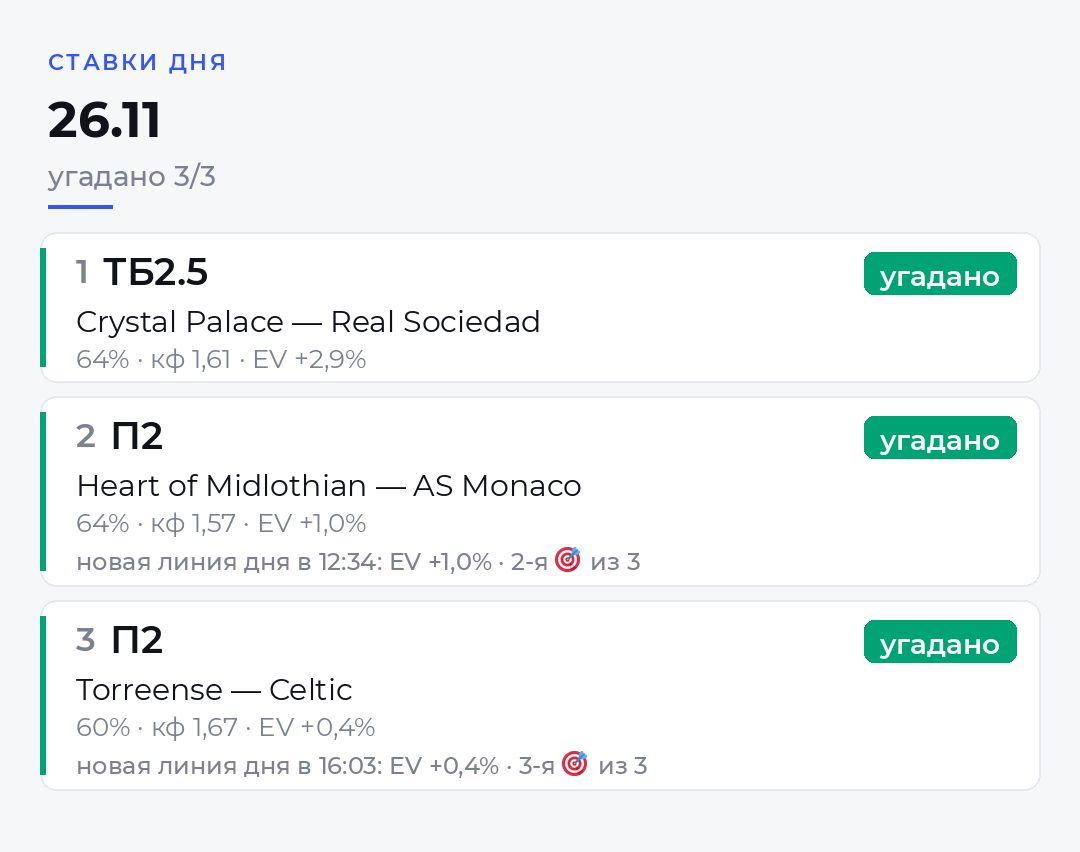 СТАВКИ ДНЯ
26.11
угадано 3/3
1 ТБ2.5
угадано
Crystal Palace — Real Sociedad
64% · кф 1,61 · EV +2,9%
2 П2
угадано
Heart of Midlothian — AS Monaco
64% · кф 1,57 · EV +1,0%
новая линия дня в 12:34: EV +1,0% · 2-я 🎯 из 3
3 П2
угадано
Torreense — Celtic
60% · кф 1,67 · EV +0,4%
новая линия дня в 16:03: EV +0,4% · 3-я 🎯 из 3